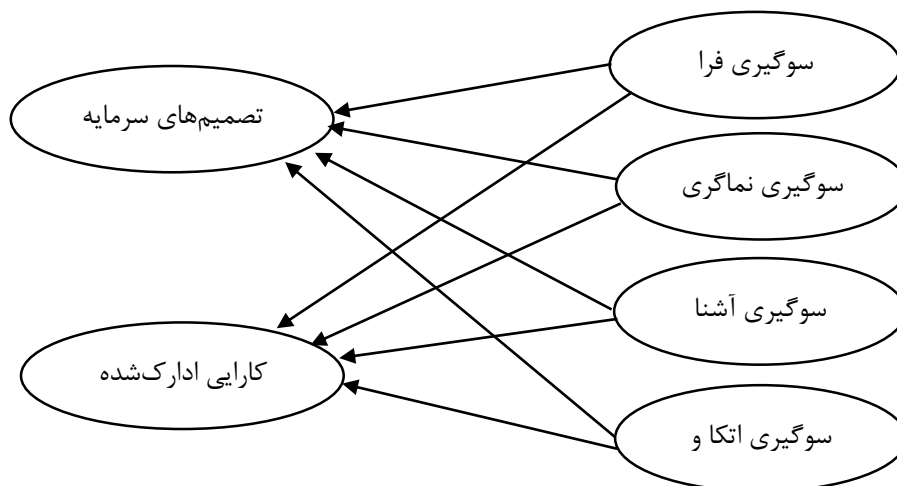 سوگیری فرا
تصمیم‌های سرمایه
سوگیری نماگری
سوگیری آشنا
کارایی ادارک‌شده
سوگیری اتکا و